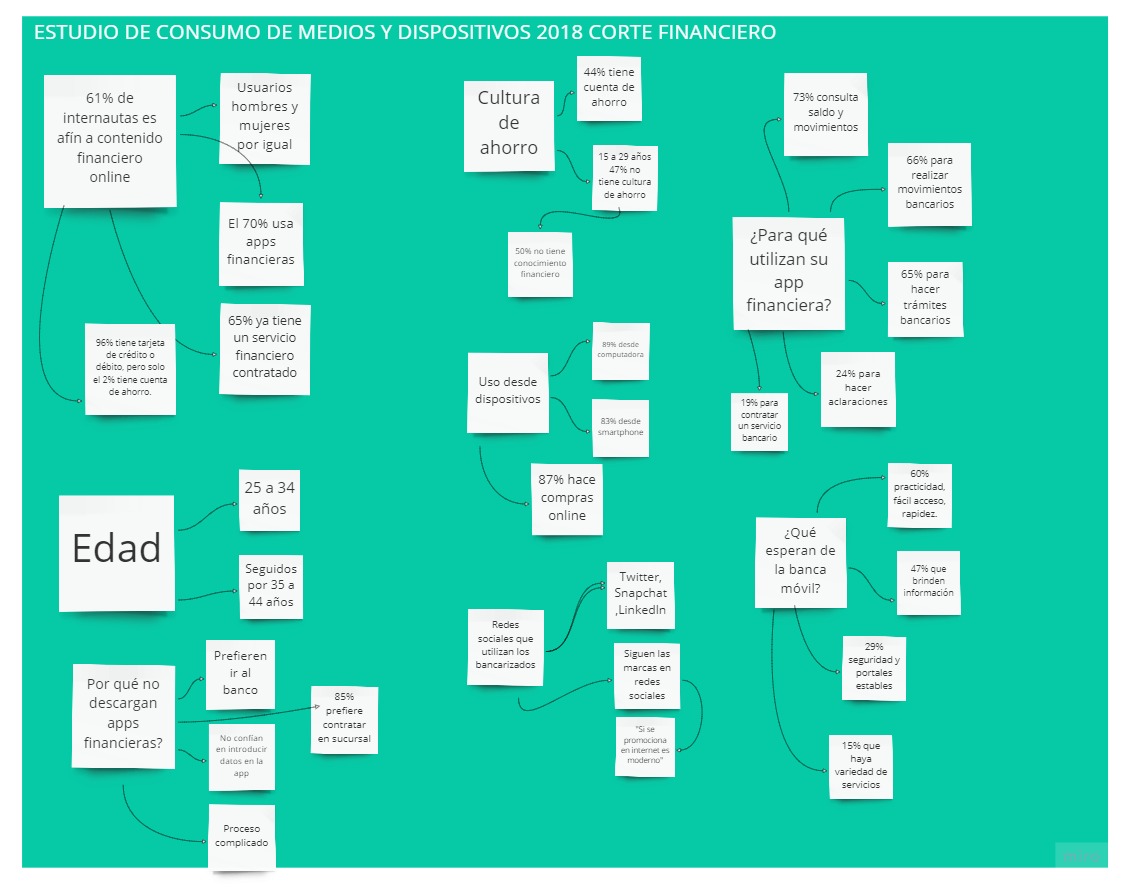 ESTUDIO DE CONSUMO DE MEDIOS Y DISPOSITIVOS 2018 CORTE FINANCIERO
61% de
internautas es
afín a contenido
financiero
online
Usuarios
hombres y
mujeres
por igual
El 70% usa
apps
financieras
65% ya tiene
un servicio
financiero
contratado
96% tiene tarjeta
de crédito o
débito, pero solo
el 2% tiene cuenta
de ahorro.
Edad
25 a 34
años
Seguidos
por 35 a
44 años
Por qué no
descargan
apps
financieras?
Prefieren
ir al
banco
85%
prefiere
contratar
en sucursal
No confían
en introducir
datos en la
app
Proceso
complicado
Cultura
de
ahorro
44% tiene
cuenta de
ahorro
15 a 29 años
47% no
tiene cultura
de ahorro
50% no tiene
conocimiento
financiero
Uso desde
dispositivos
89% desde
computadora
83% desde
smartphone
87% hace
compras
online
Redes
sociales que
utilizan los
bancarizados
Twitter,
Snapchat
,LinkedIn
Siguen las
marcas en
redes
sociales
"Si se
promociona
en internet es
moderno"
¿Para qué
utilizan su
app
financiera?
73% consulta
saldo y
movimientos
66% para
realizar
movimientos
bancarios
65% para
hacer
trámites
bancarios
24% para
hacer
aclaraciones
19% para
contratar
un servicio
bancario
¿Qué
esperan de
la banca
móvil?
60%
practicidad,
fácil acceso,
rapidez.
47% que
brinden
información
29%
seguridad y
portales
estables
15% que
haya
variedad de
servicios